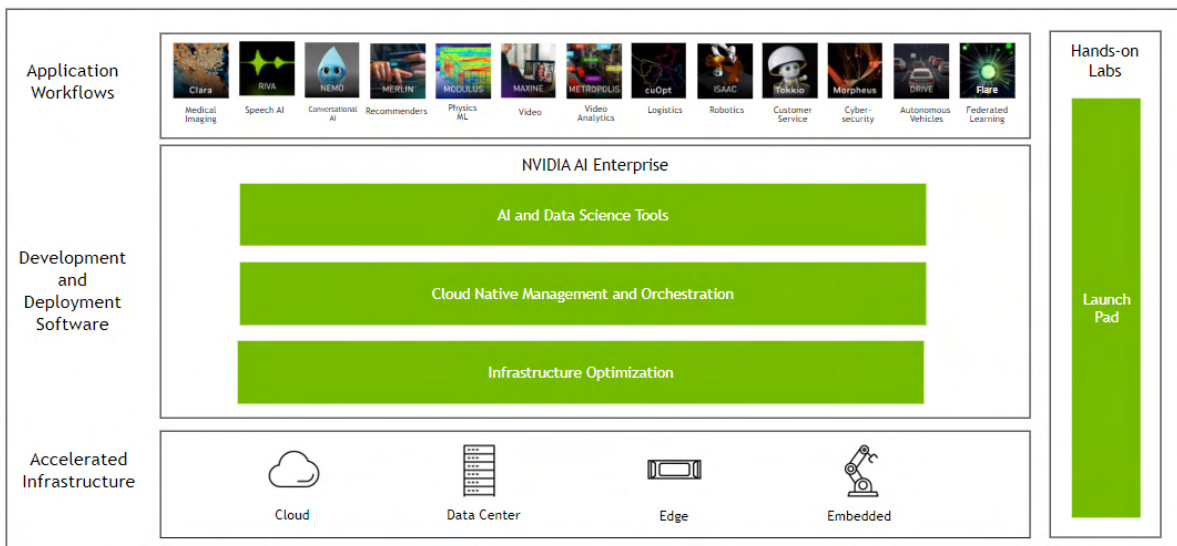 Application
Workflows
Clara
RIVA
NEMO
MERLIN
MODULUS
MAXINE
METROPOLIS
cuOpt
ISAAC
Tokkio
Morpheus
DRIVE
Flare
Medical
Imaging
Speech AI
Conversational
AI
Recommenders
Physics
ML
Video
Video
Analytics
Logistics
Robotics
Customer
Service
Cyber-
security
Autonomous
Vehicles
Federated
Learning
Hands-on
Labs
Launch
Pad
Development
and
Deployment
Software
NVIDIA AI Enterprise
AI and Data Science Tools
Cloud Native Management and Orchestration
Infrastructure Optimization
Accelerated
Infrastructure
Cloud
Data Center
Edge
Embedded